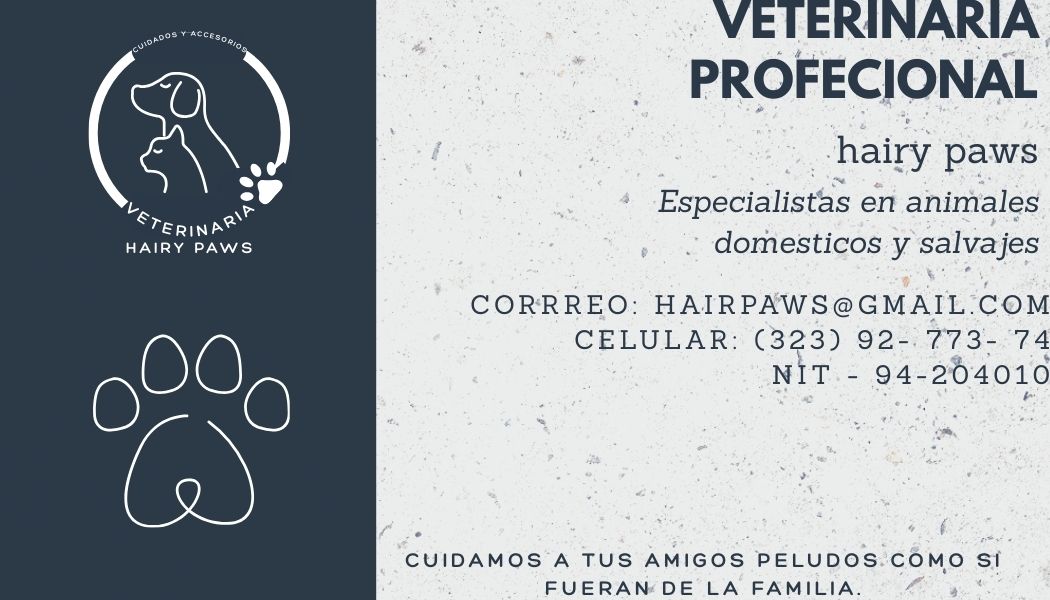 CUIDADOS Y ACCESORIOS
VETERINARIA
HAIRY PAWS
VETERINARIA
PROFECIONAL
hairy paws
Especialistas en animales
domesticos y salvajes
CORRREO: HAIRPAWS@GMAIL.COM
CELULAR: (323) 92- 773- 74
NIT - 94-204010
CUIDAMOS A TUS AMIGOS PELUDOS COMO SI
FUERAN DE LA FAMILIA.